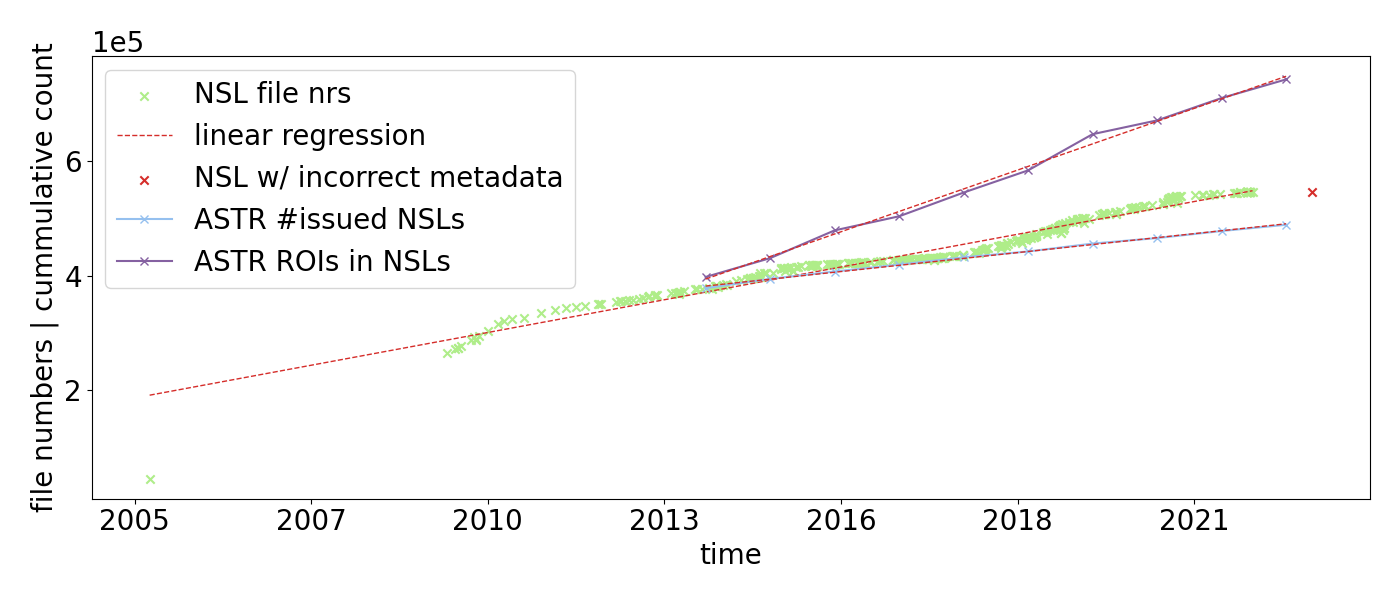 1e5
file numbers | cummulative count
6
4
2
NSL file nrs
linear regression
NSL w/ incorrect metadata
ASTR #issued NSLs
ASTR ROIs in NSLs
2005 2007 2010 2013 2016 2018 2021
time